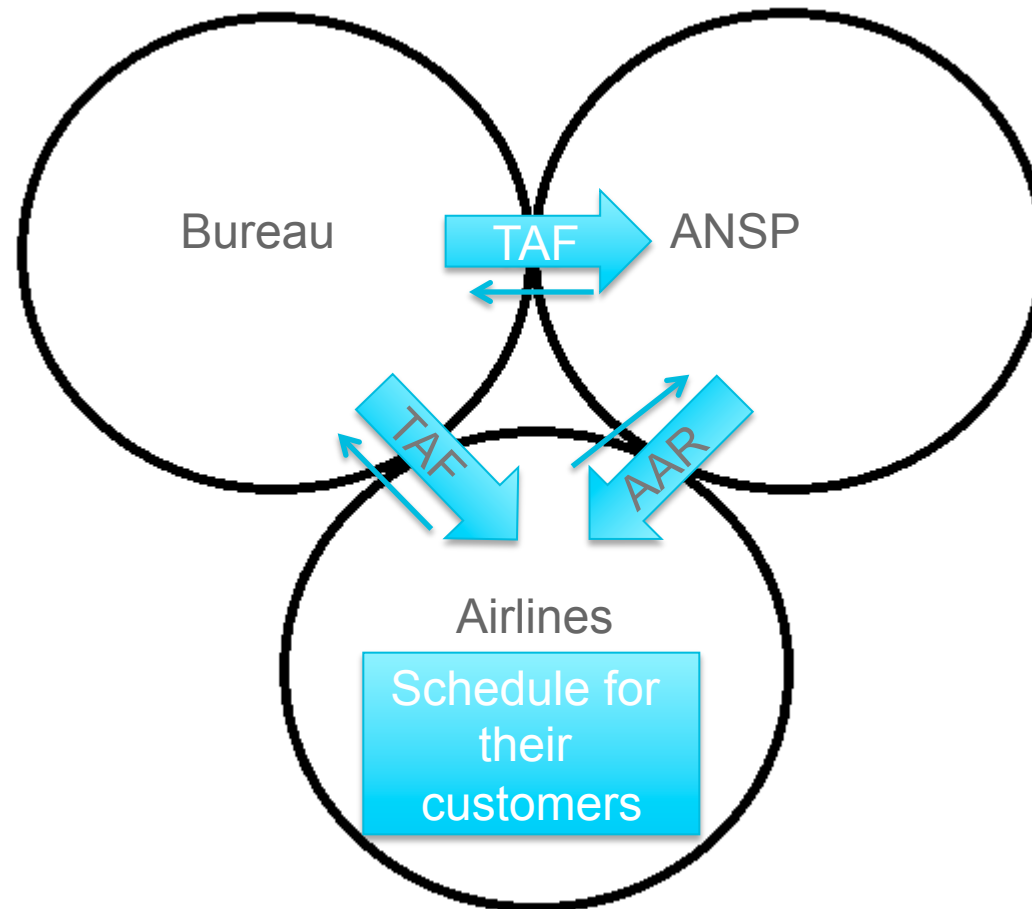 Bureau
TAF
ANSP
TAF
AAR
Airlines
Schedule for
their
customers